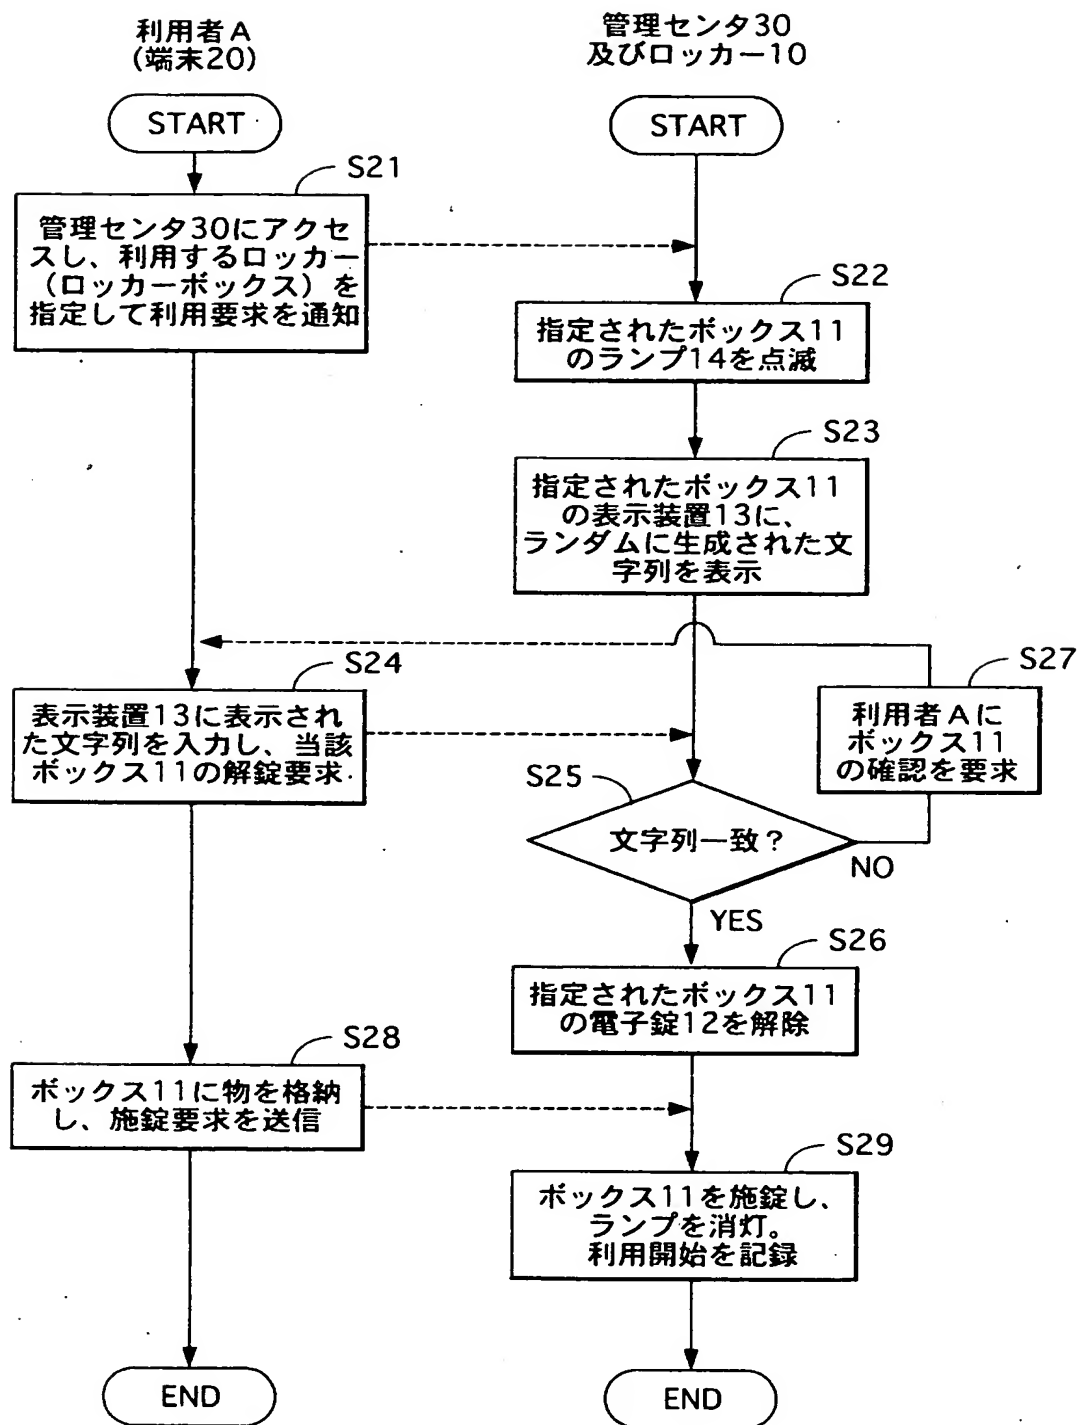 利用者A
(端末20)
管理センタ30
及びロッカー10
START
START
S21
管理センタ30にアクセ
スし、利用するロッカー
（ロッカーボックス）を
指定して利用要求を通知
S22
指定されたボックス11
のランプ14を点滅
S23
指定されたボックス11
の表示装置13に、
ランダムに生成された文
字列を表示
S24
表示装置13に表示され
た文字列を入力し、当該
ボックス11の解錠要求
S27
利用者Aに
ボックス11
の確認を要求
S25
文字列一致？
NO
YES
S26
指定されたボックス11
の電子錠12を解除
S28
ボックス11に物を格納
し、施錠要求を送信
S29
ボックス11を施錠し、
ランプを消灯。
利用開始を記録
END
END